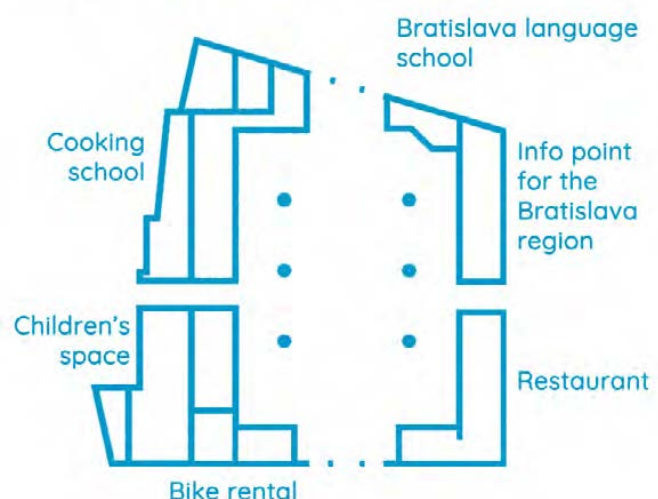 Bratislava language
school
Cooking
school
Info point
for the
Bratislava
region
Children's
space
Restaurant
Bike rental